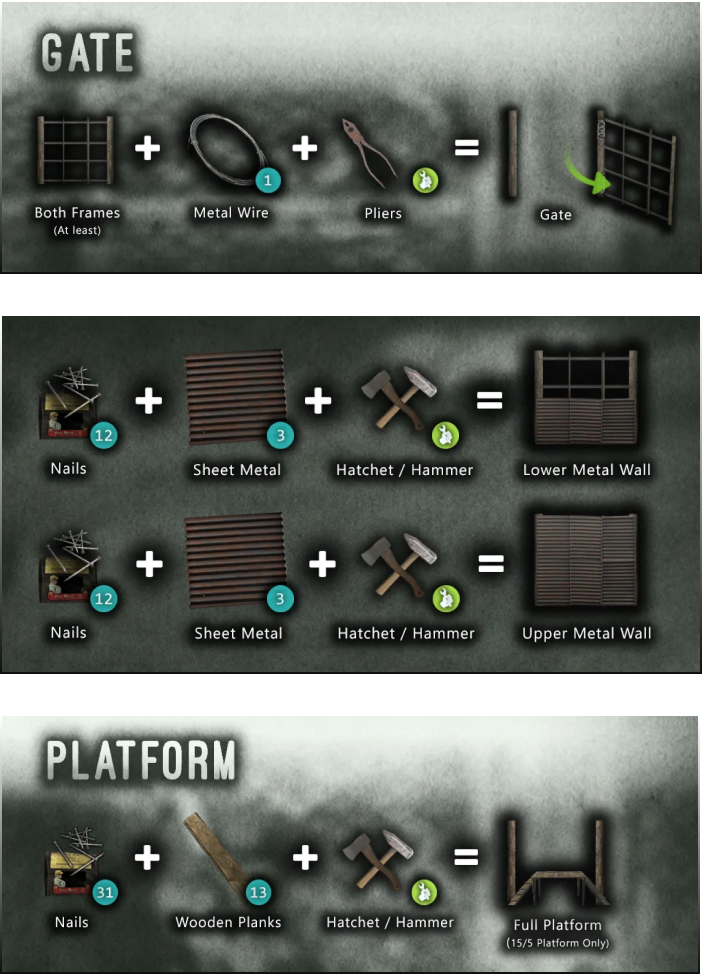 GATE
1
Both Frames
(At least)
Metal Wire
Pliers
Gate
12
3
Nails
Sheet Metal
Hatchet / Hammer
Lower Metal Wall
12
3
Nails
Sheet Metal
Hatchet / Hammer
Upper Metal Wall
PLATFORM
31
13
Nails
Wooden Planks
Hatchet / Hammer
Full Platform
(15/5 Platform Only)